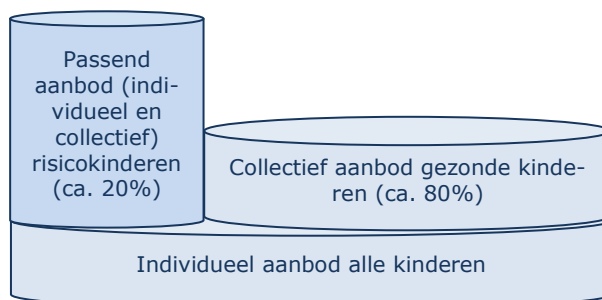 Passend
aanbod (indi-
vidueel en
collectief)
risicokinderen
(ca. 20%)
Collectief aanbod gezonde kinde-
ren (ca. 80%)
Individueel aanbod alle kinderen